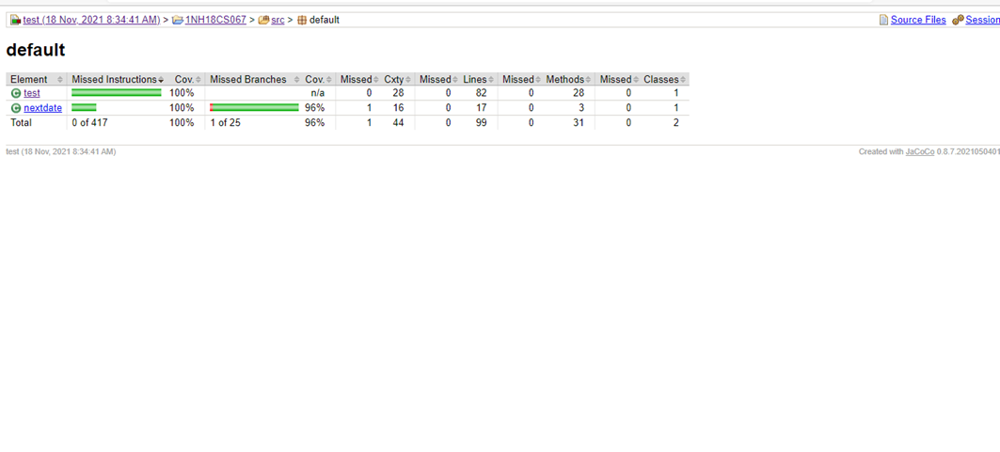 test (18 Nov, 2021 8:34:41 AM) > 1NH18CS067 > src > default Source Files Session
default
Element Missed Instructions Cov. Missed Branches Cov. Missed Cxty Missed Lines Missed Methods Missed Classes
test 100% n/a 0 28 0 82 0 28 0 1
nextdate 100% 96% 1 16 0 17 0 3 0 1
Total 0 of 417 100% 1 of 25 96% 1 44 0 99 0 31 0 2
test (18 Nov, 2021 8:34:41 AM) Created with JaCoCo 0.8.7.2021050401